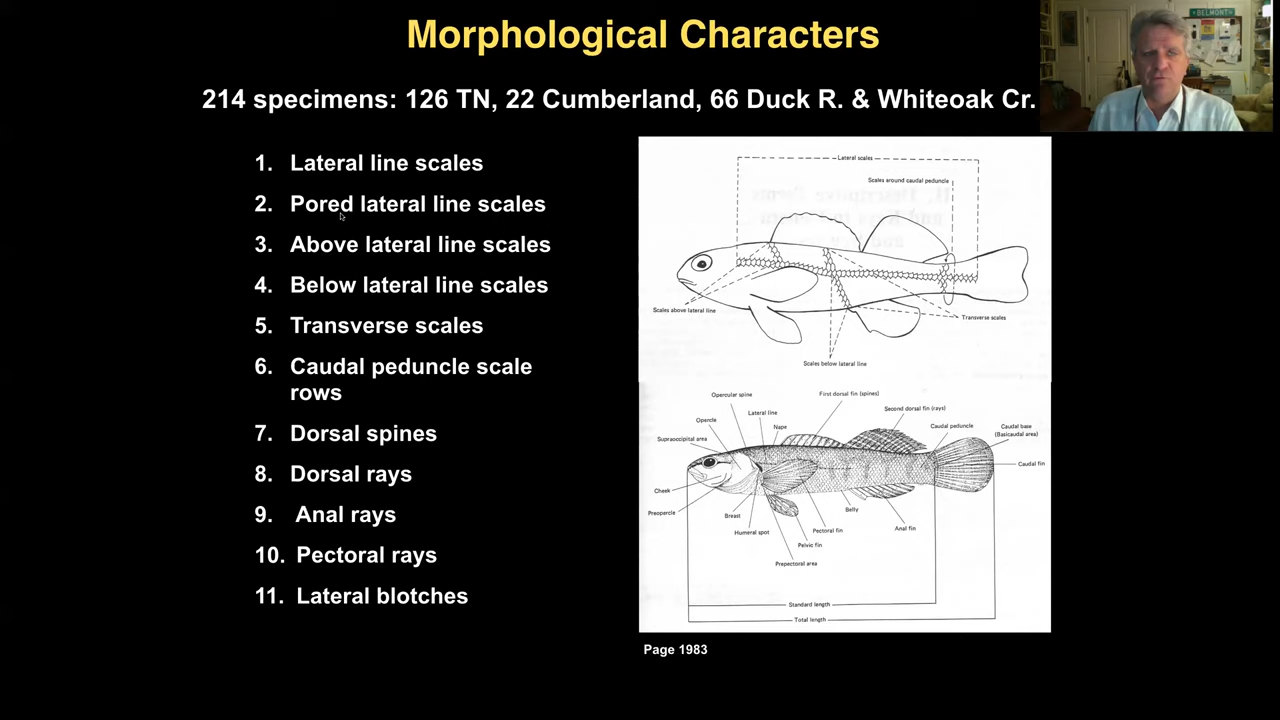 Morphological Characters
214 specimens: 126 TN, 22 Cumberland, 66 Duck R. & Whiteoak Cr.
BELMONT
1. Lateral line scales
2. Pored lateral line scales
3. Above lateral line scales
4. Below lateral line scales
5. Transverse scales
6. Caudal peduncle scale
rows
7. Dorsal spines
8. Dorsal rays
9. Anal rays
10. Pectoral rays
11. Lateral blotches
Lateral scales
Scales around caudal peduncle
Scales above lateral line
Transverse scales
Scales below lateral line
Opercular spine
First dorsal fin (spines)
Second dorsal fin (rays)
Lateral line
Opercle
Nape
Caudal peduncle
Caudal base
(Basicaudal area)
Supraoccipital area
Caudal fin
Cheek
Preopercle
Breast
Belly
Humeral spot
Pectoral fin
Anal fin
Pelvic fin
Prepectoral area
Standard length
Total length
Page 1983